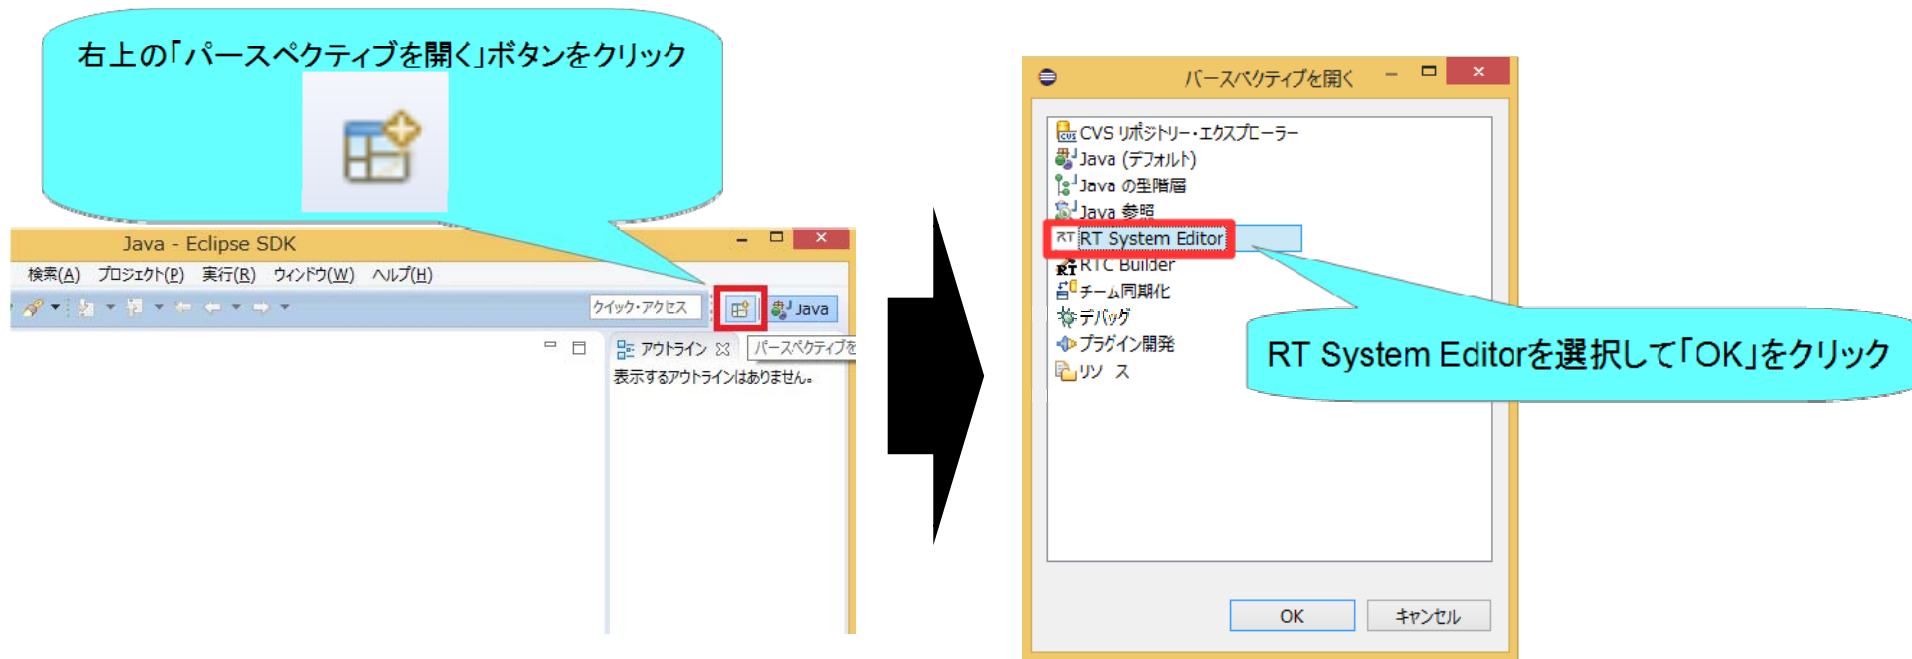 右上の「パースペクティブを開く」ボタンをクリック
Java - Eclipse SDK
検索(A) プロジェクト(P) 実行(R) ウィンドウ(W) ヘルプ(H)
クイック・アクセス
Java
アウトライン
パースペクティブを
表示するアウトラインはありません。
パースペクティブを開く
CVS リポジトリー・エクスプローラー
Java (デフォルト)
Java の型階層
Java 参照
RT System Editor
RTC Builder
チーム同期化
デバッグ
プラグイン開発
リソース
RT System Editorを選択して「OK」をクリック
OK
キャンセル